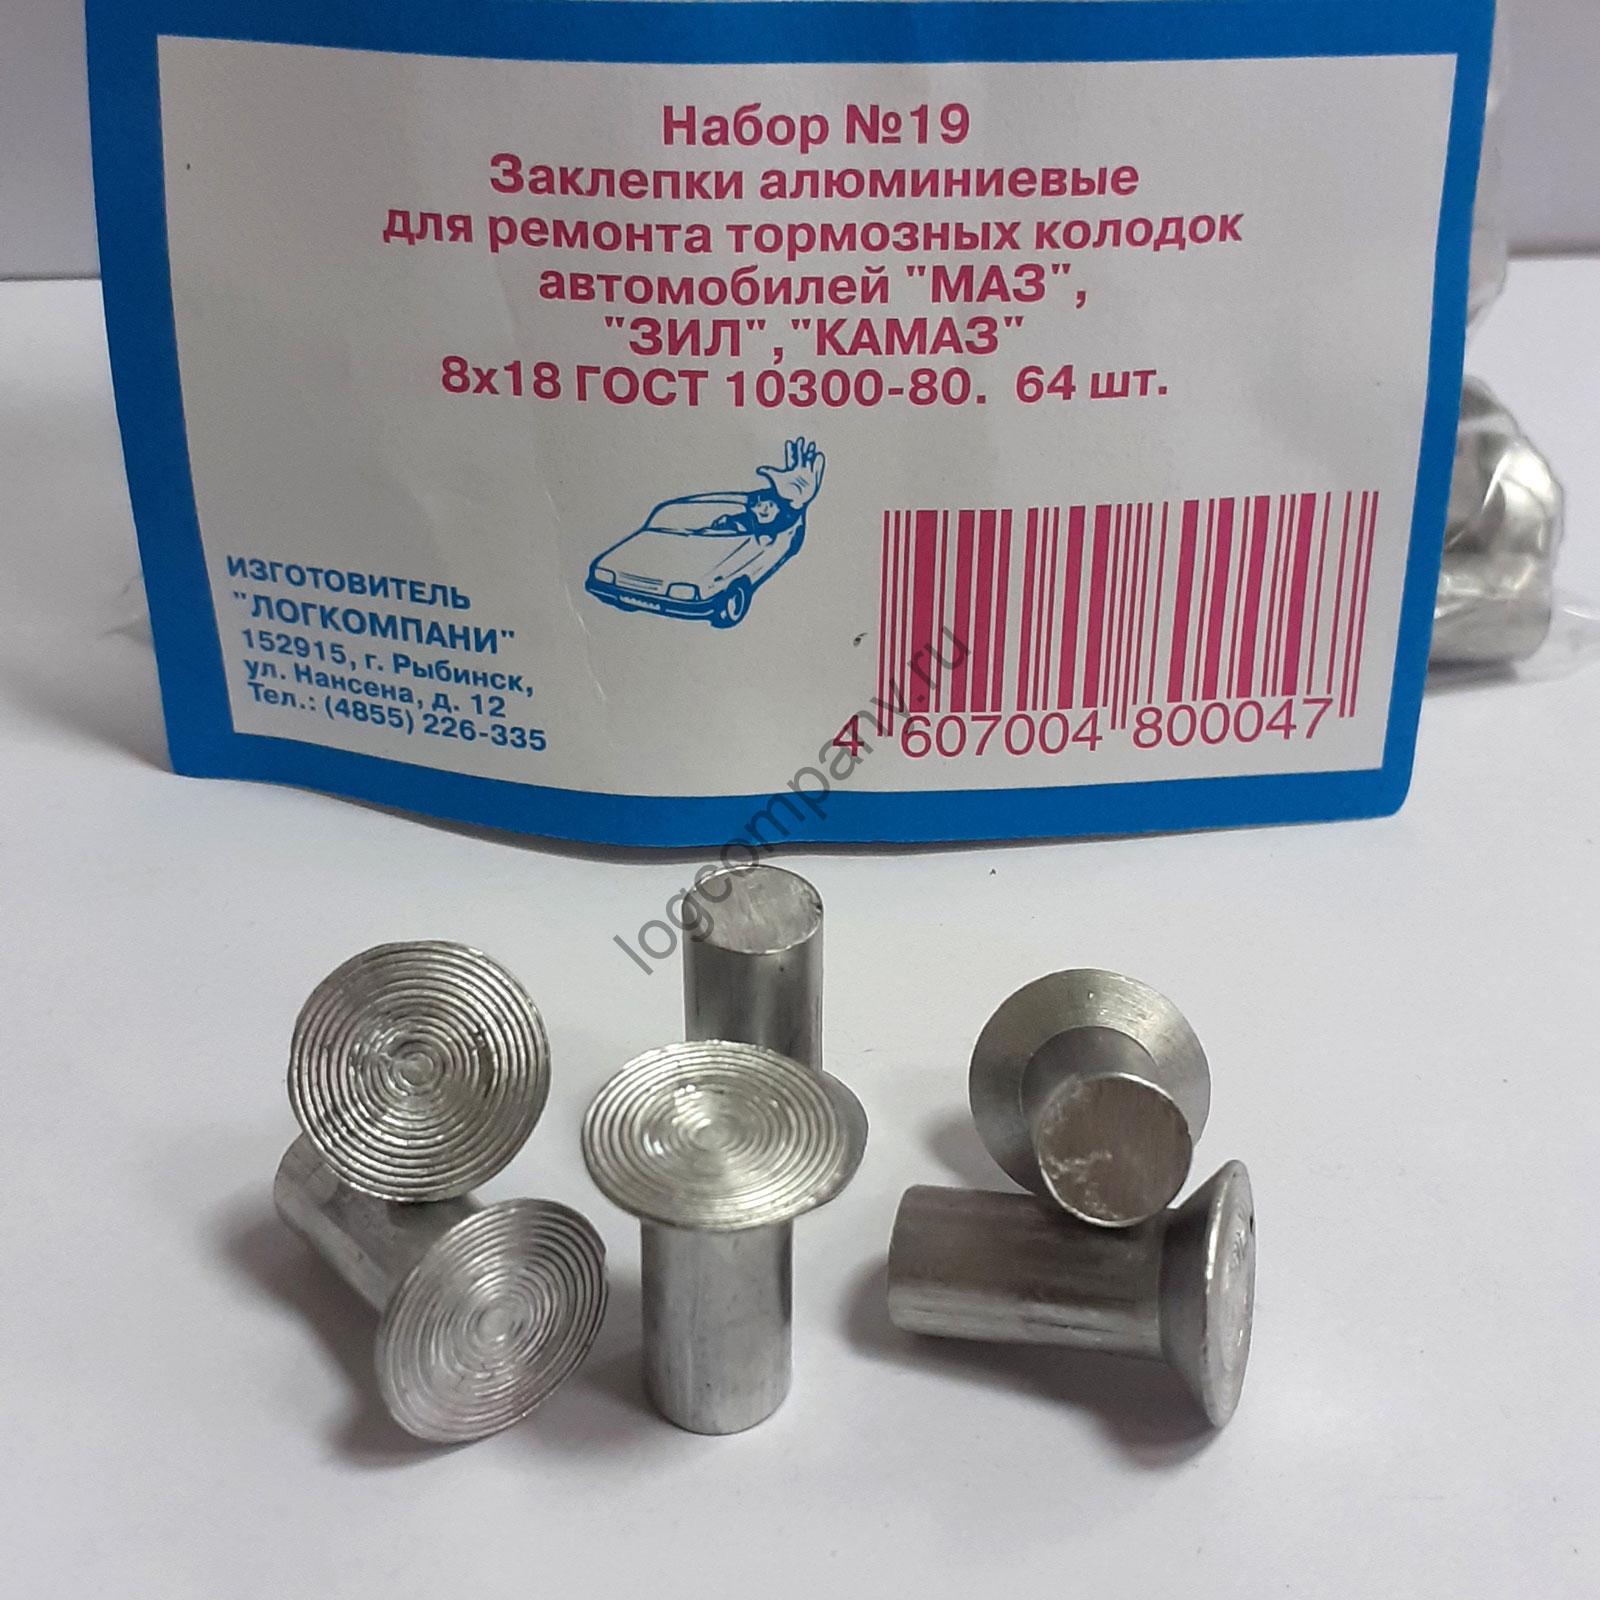 Набор №19
Заклепки алюминиевые
для ремонта тормозных колодок
автомобилей "МАЗ",
"ЗИЛ","КАМАЗ"
8х18 ГОСТ 10300-80. 64 шт.
ИЗГОТОВИТЕЛЬ
"ЛОГКОМПАНИ"
152915, г. Рыбинск,
ул. Нансена, д. 12
Тел.: (4855) 226-335
4 607004 800047
logcompany.ru